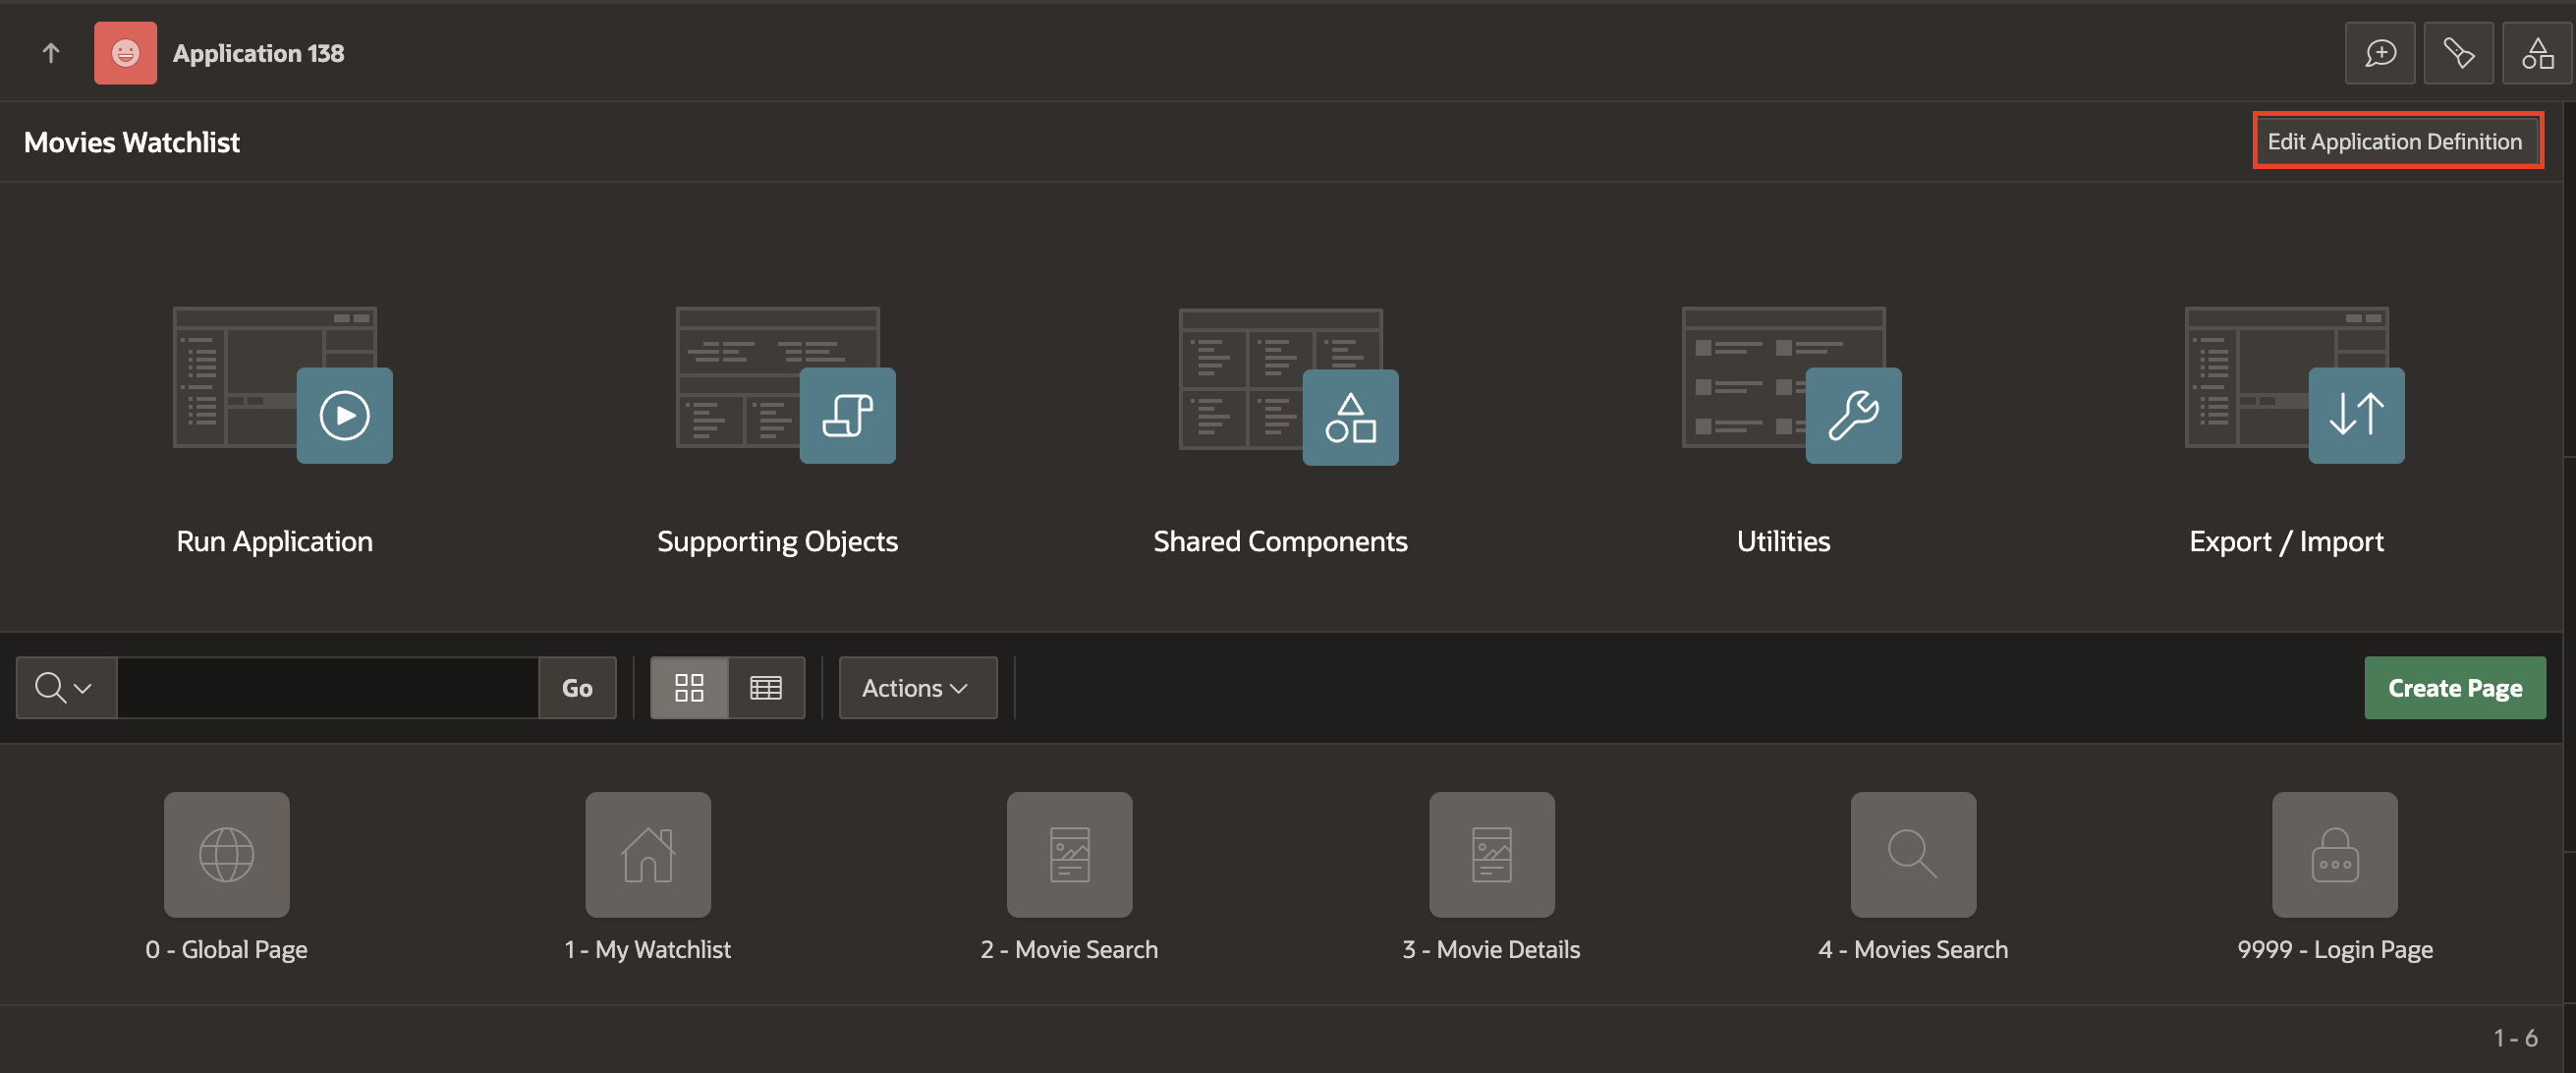 Application 138
Movies Watchlist
Edit Application Definition
Run Application
Supporting Objects
Shared Components
Utilities
Export / Import
Go
Actions
Create Page
0 - Global Page
1 - My Watchlist
2 - Movie Search
3 - Movie Details
4 - Movies Search
9999 - Login Page
1 - 6